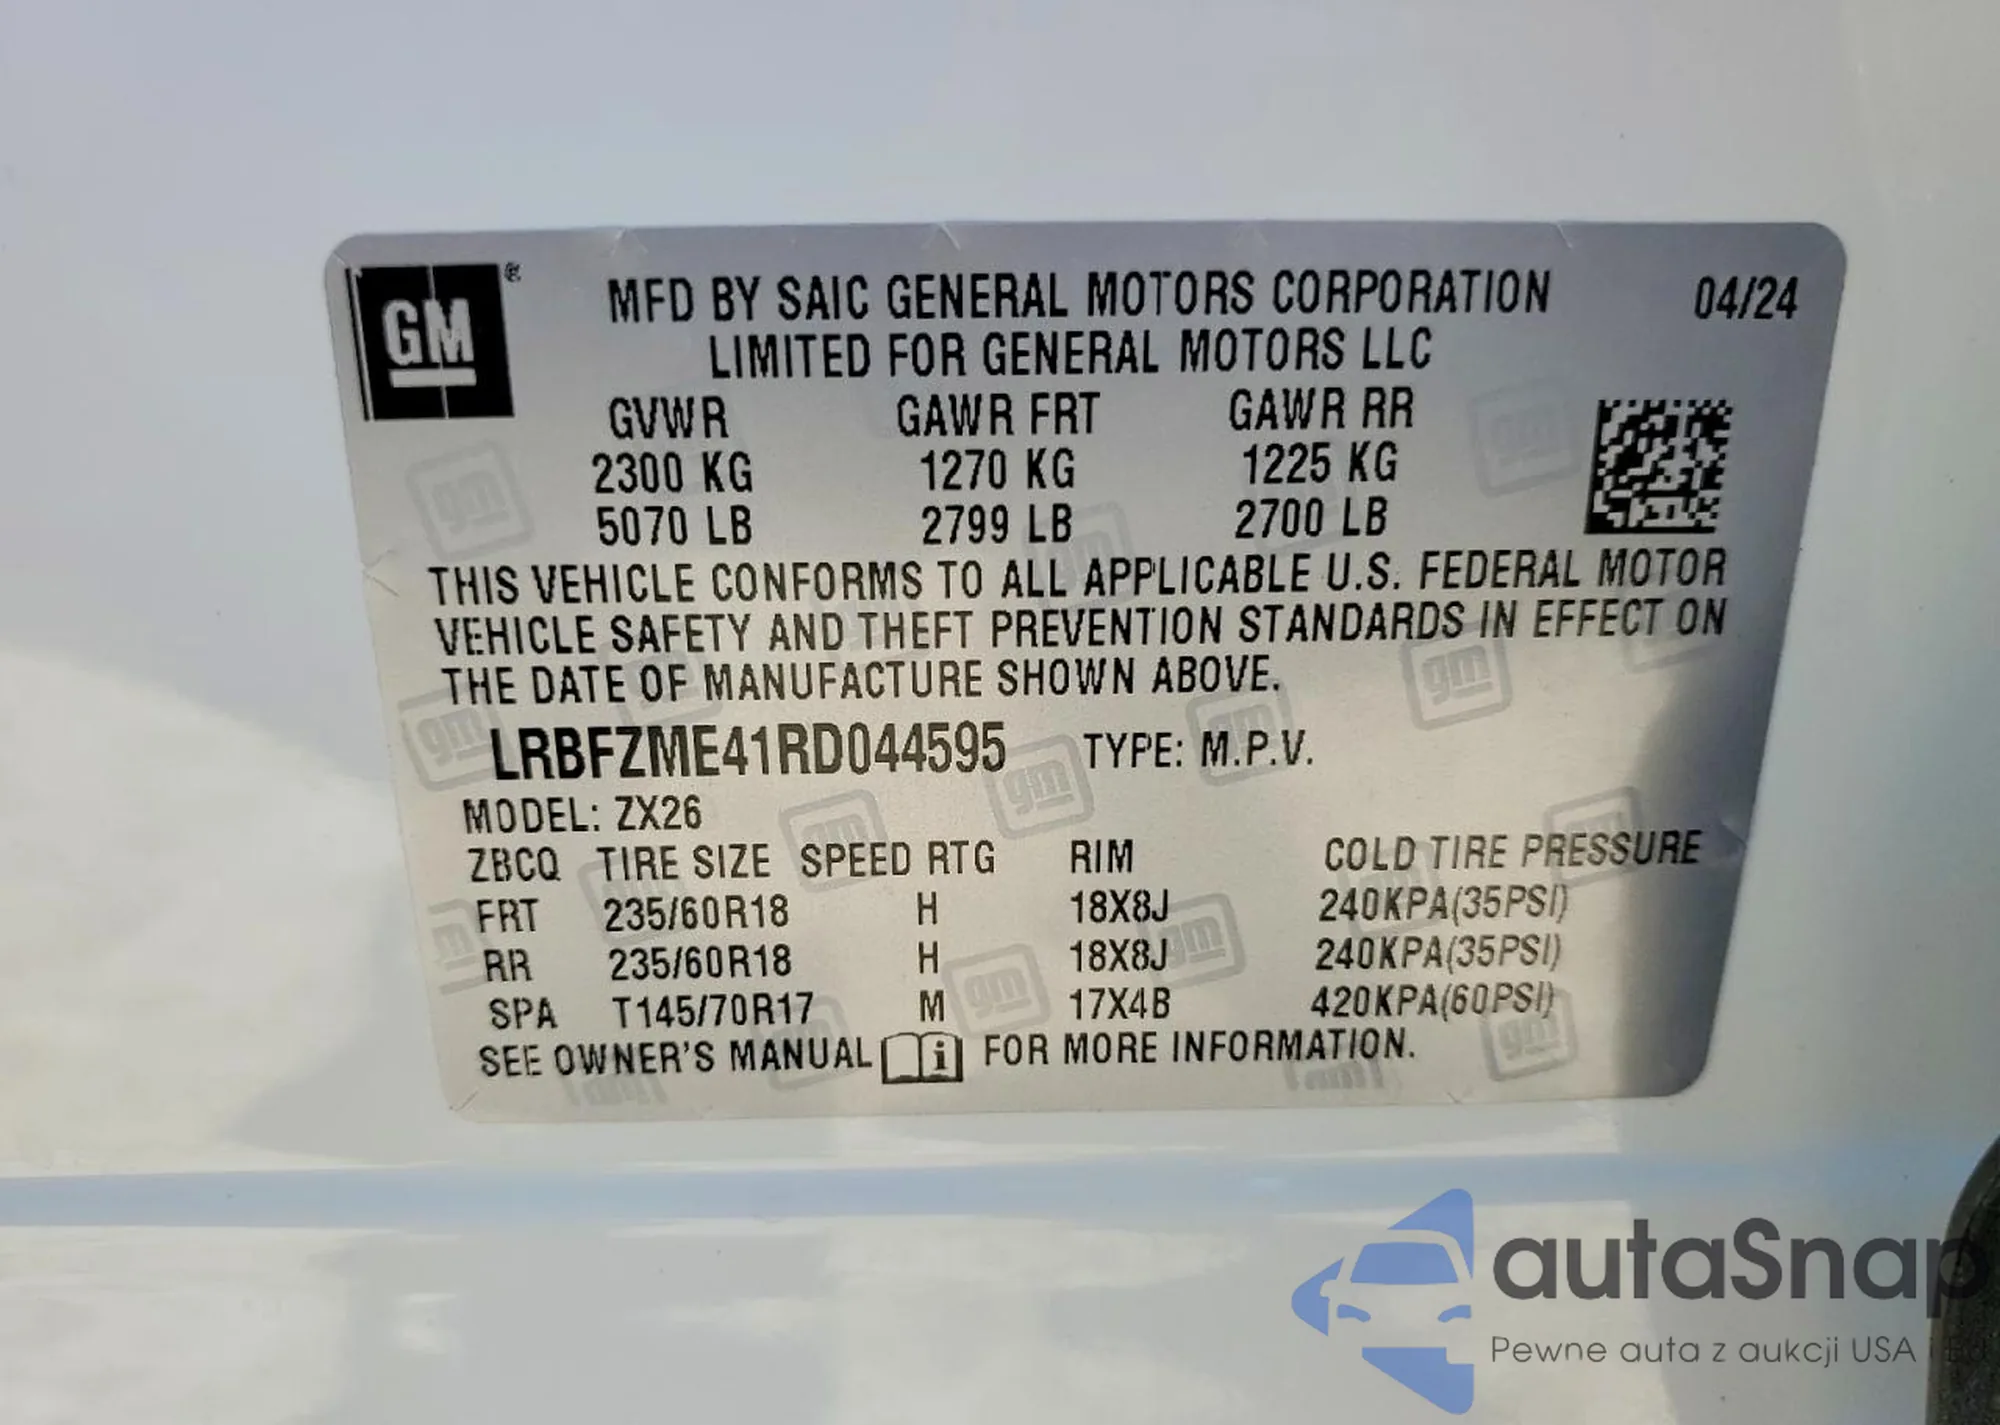 GM ®
MFD BY SAIC GENERAL MOTORS CORPORATION 04/24
LIMITED FOR GENERAL MOTORS LLC
GVWR GAWR FRT GAWR RR
2300 KG 1270 KG 1225 KG
5070 LB 2799 LB 2700 LB
THIS VEHICLE CONFORMS TO ALL APPLICABLE U.S. FEDERAL MOTOR
VEHICLE SAFETY AND THEFT PREVENTION STANDARDS IN EFFECT ON
THE DATE OF MANUFACTURE SHOWN ABOVE.
LRBFZME41RD044595 TYPE: M.P.V.
MODEL: ZX26
ZBCQ TIRE SIZE SPEED RTG RIM COLD TIRE PRESSURE
FRT 235/60R18 H 18X8J 240KPA(35PSI)
RR 235/60R18 H 18X8J 240KPA(35PSI)
SPA T145/70R17 M 17X4B 420KPA(60PSI)
SEE OWNER'S MANUAL i FOR MORE INFORMATION.
autaSnap
Pewne auta z aukcji USA i